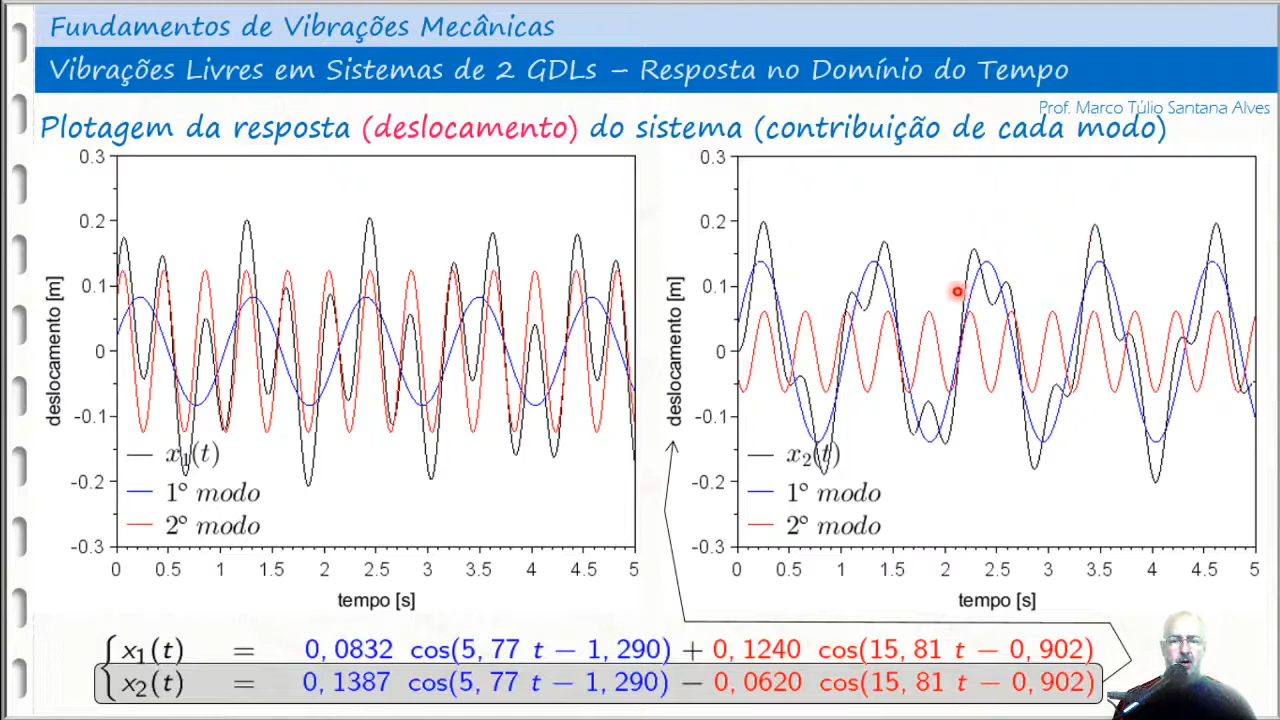 Fundamentos de Vibrações Mecânicas
Vibrações Livres em Sistemas de 2 GDLs – Resposta no Domínio do Tempo
Prof. Marco Túlio Santana Alves
Plotagem da resposta (deslocamento) do sistema (contribuição de cada modo)
0.3
0.2
0.1
0
-0.1
-0.2
-0.3
deslocamento [m]
x₁(t)
1° modo
2° modo
0 0.5 1 1.5 2 2.5 3 3.5 4 4.5 5
tempo [s]
0.3
0.2
0.1
0
-0.1
-0.2
-0.3
deslocamento [m]
x₂(t)
1° modo
2° modo
0 0.5 1 1.5 2 2.5 3 3.5 4 4.5 5
tempo [s]
x₁(t) = 0,0832 cos(5,77 t − 1,290) + 0,1240 cos(15,81 t − 0,902)
x₂(t) = 0,1387 cos(5,77 t − 1,290) − 0,0620 cos(15,81 t − 0,902)